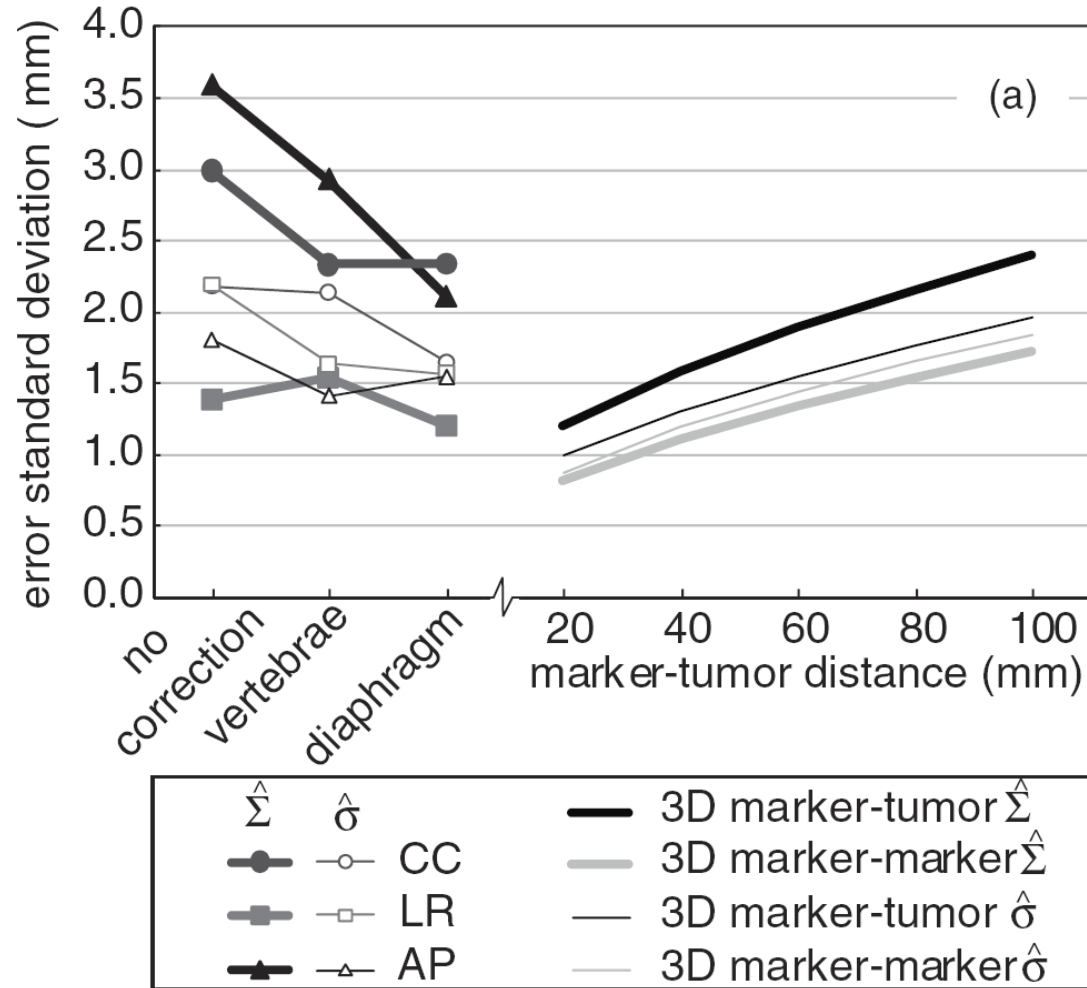 error standard deviation ( mm)
4.0
3.5
3.0
2.5
2.0
1.5
1.0
0.5
0.0
(a)
no
correction
vertebrae
diaphragm
20 40 60 80 100
marker-tumor distance (mm)
Σ̂ σ̂
CC
LR
AP
3D marker-tumor Σ̂
3D marker-marker Σ̂
3D marker-tumor σ̂
3D marker-marker σ̂